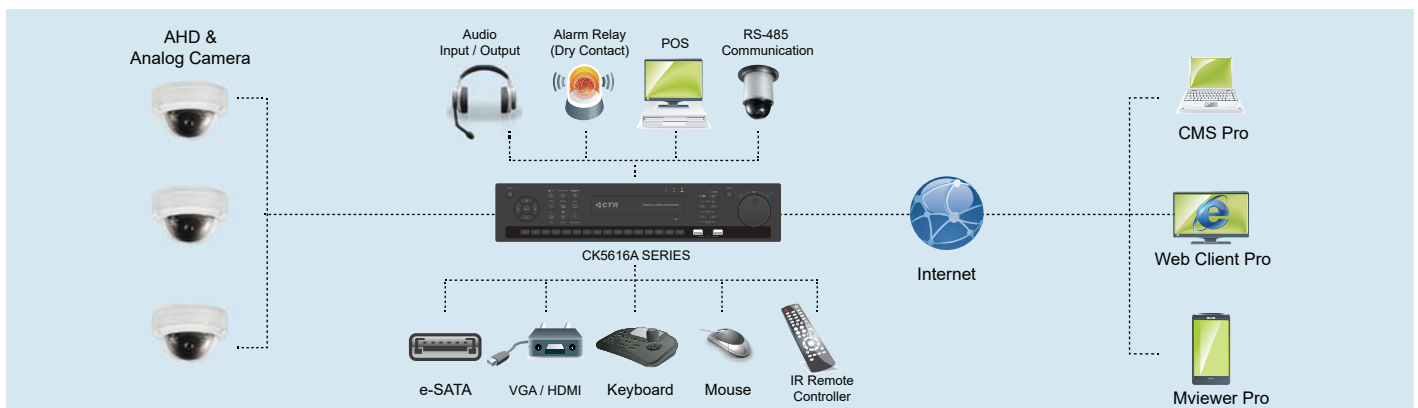 AHD &
Analog Camera
Audio
Input / Output
Alarm Relay
(Dry Contact)
POS
RS-485
Communication
CTR
CK5616A SERIES
e-SATA
VGA / HDMI
Keyboard
Mouse
IR Remote
Controller
Internet
CMS Pro
Web Client Pro
Mviewer Pro